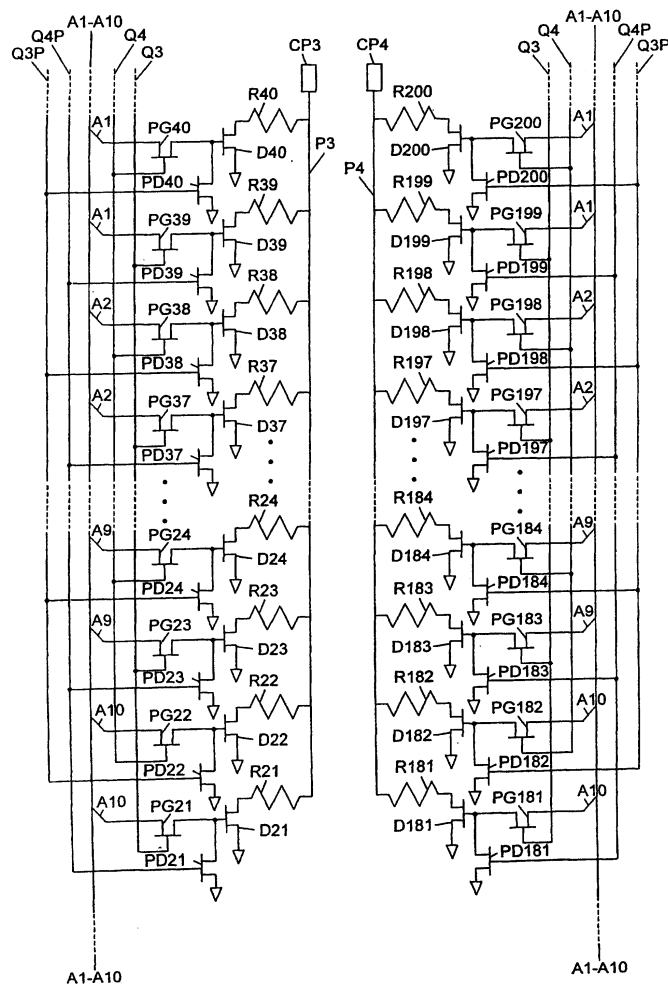 A1-A10
Q4P Q4
Q3P Q3
CP3
CP4
A1-A10
Q4 Q4P
Q3 Q3P
R40
A1 PG40
D40
PD40
P3
R39
A1 PG39
D39
PD39
R38
A2 PG38
D38
PD38
R37
A2 PG37
D37
PD37
R24
A9 PG24
D24
PD24
R23
A9 PG23
D23
PD23
R22
A10 PG22
D22
PD22
R21
A10 PG21
D21
PD21
A1-A10
R200
PG200 A1
D200
PD200
P4
R199
PG199 A1
D199
PD199
R198
PG198 A2
D198
PD198
R197
PG197 A2
D197
PD197
R184
PG184 A9
D184
PD184
R183
PG183 A9
D183
PD183
R182
PG182 A10
D182
PD182
R181
PG181 A10
D181
PD181
A1-A10